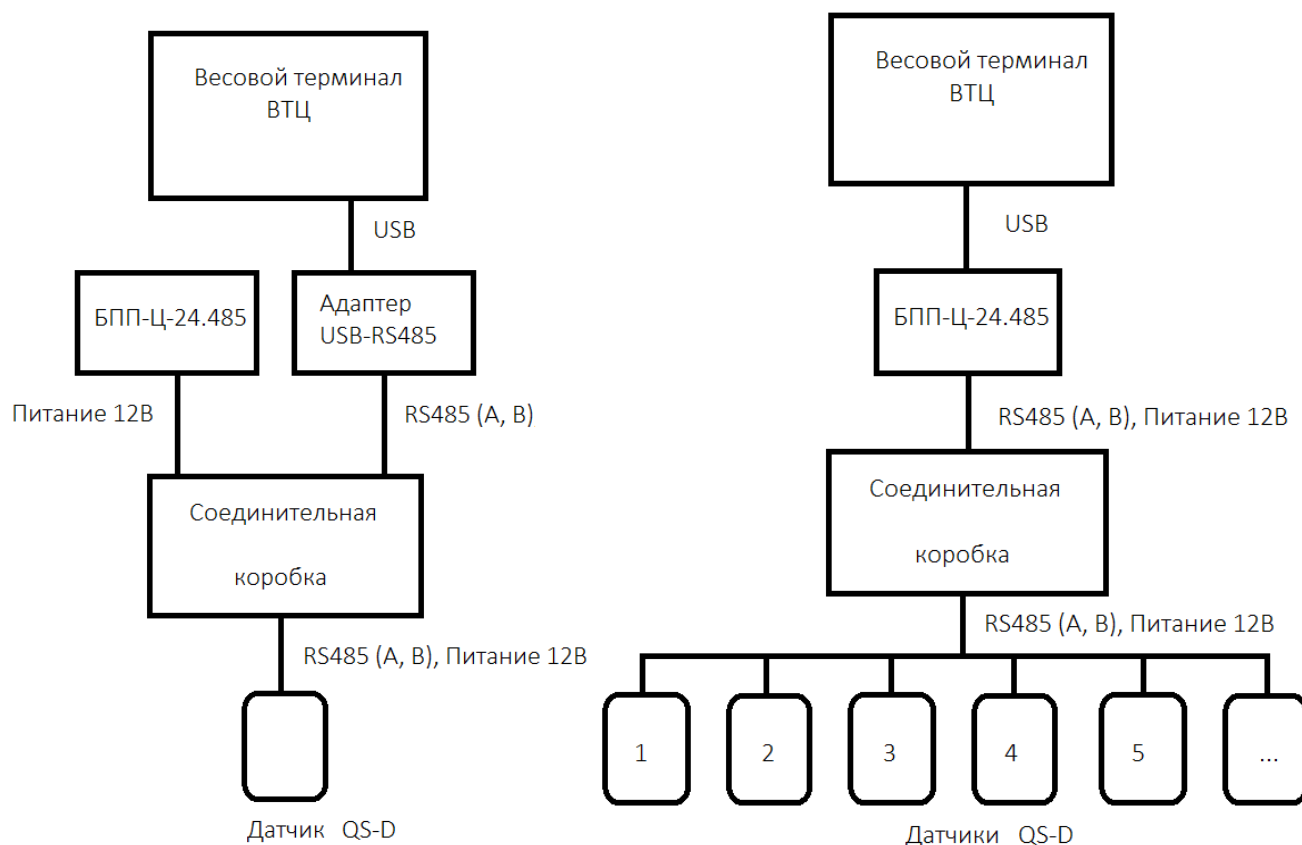 Весовой терминал
ВТЦ
USB
БПП-Ц-24.485
Адаптер
USB-RS485
Питание 12В
RS485 (A, B)
Соединительная
коробка
RS485 (A, B), Питание 12В
Датчик QS-D
Весовой терминал
ВТЦ
USB
БПП-Ц-24.485
RS485 (A, B), Питание 12В
Соединительная
коробка
RS485 (A, B), Питание 12В
1 2 3 4 5 ...
Датчики QS-D